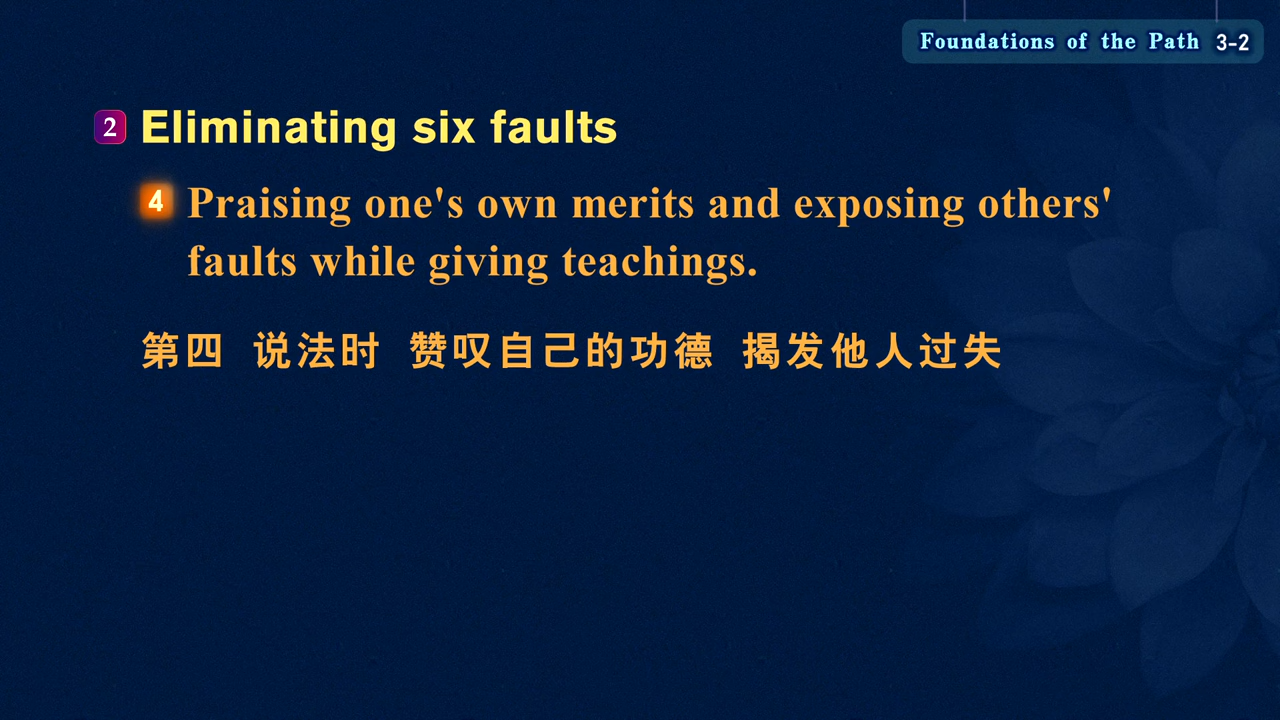 Foundations of the Path 3-2
2 Eliminating six faults
4 Praising one's own merits and exposing others'
faults while giving teachings.
第四 说法时 赞叹自己的功德 揭发他人过失